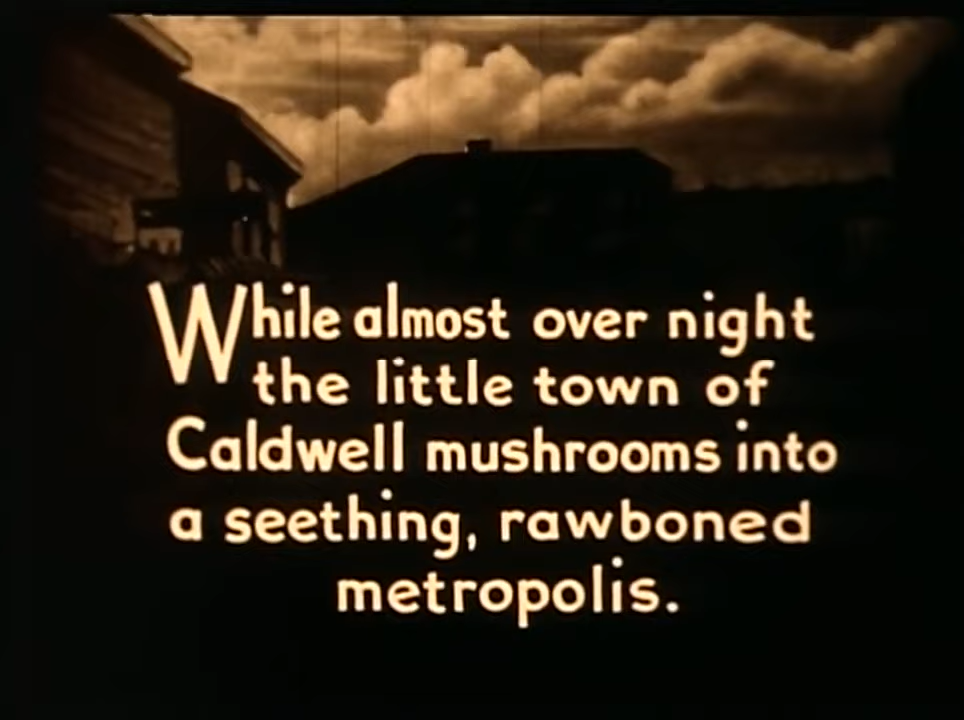 While almost over night
the little town of
Caldwell mushrooms into
a seething, rawboned
metropolis.